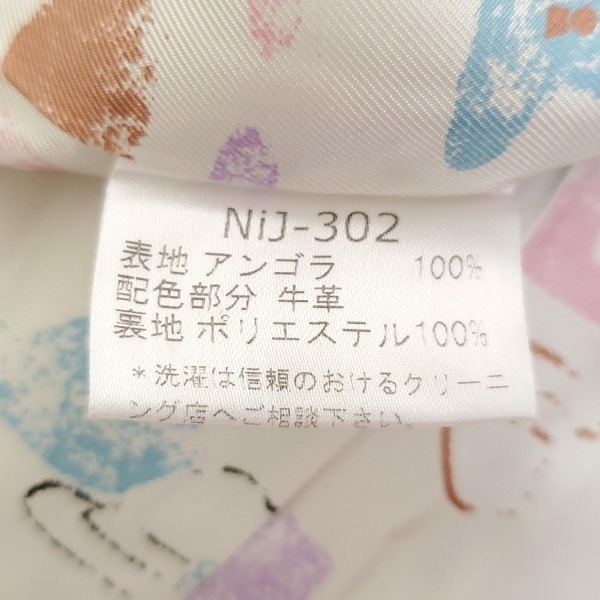 NiJ-302
表地 アンゴラ 100%
配色部分 牛革
裏地 ポリエステル100%
*洗濯は信頼のおけるクリーニ
ング店へご相談下さい。